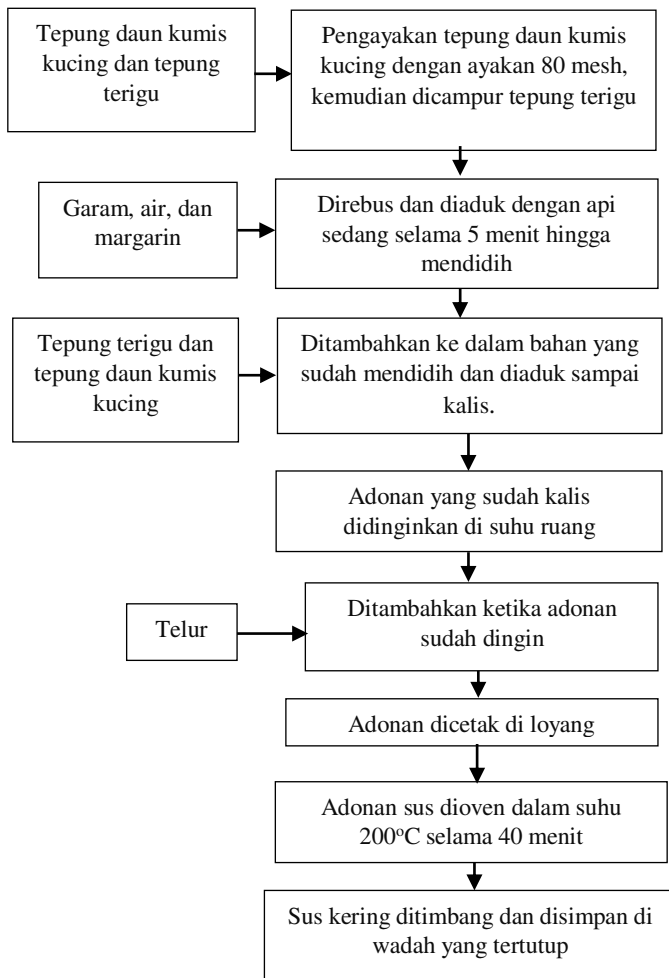 Tepung daun kumis
kucing dan tepung
terigu
Pengayakan tepung daun kumis
kucing dengan ayakan 80 mesh,
kemudian dicampur tepung terigu
Garam, air, dan
margarin
Direbus dan diaduk dengan api
sedang selama 5 menit hingga
mendidih
Tepung terigu dan
tepung daun kumis
kucing
Ditambahkan ke dalam bahan yang
sudah mendidih dan diaduk sampai
kalis.
Adonan yang sudah kalis
didinginkan di suhu ruang
Telur
Ditambahkan ketika adonan
sudah dingin
Adonan dicetak di loyang
Adonan sus dioven dalam suhu
200°C selama 40 menit
Sus kering ditimbang dan disimpan di
wadah yang tertutup